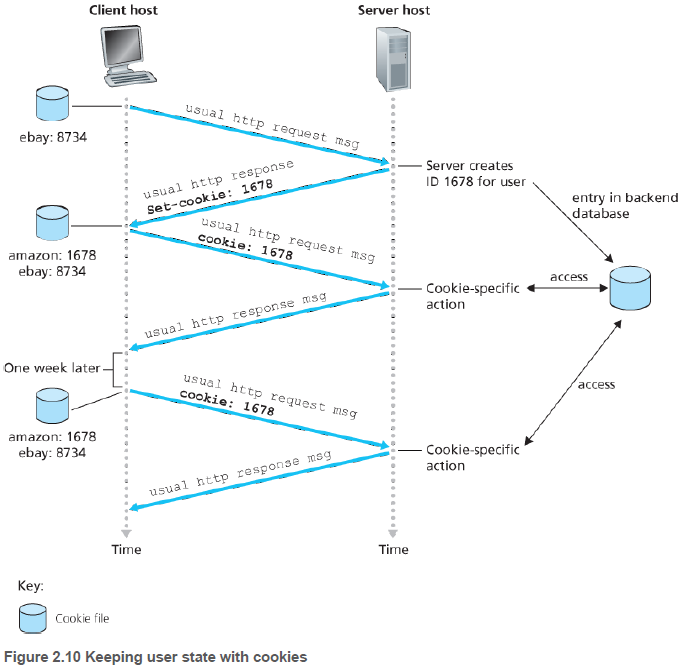 Client host
Server host
ebay: 8734
usual http request msg
Server creates
ID 1678 for user
entry in backend
database
usual http response
Set-cookie: 1678
amazon: 1678
ebay: 8734
usual http request msg
cookie: 1678
Cookie-specific
action
access
usual http response msg
One week later
access
amazon: 1678
ebay: 8734
usual http request msg
cookie: 1678
Cookie-specific
action
usual http response msg
Time
Time
Key:
Cookie file
Figure 2.10 Keeping user state with cookies